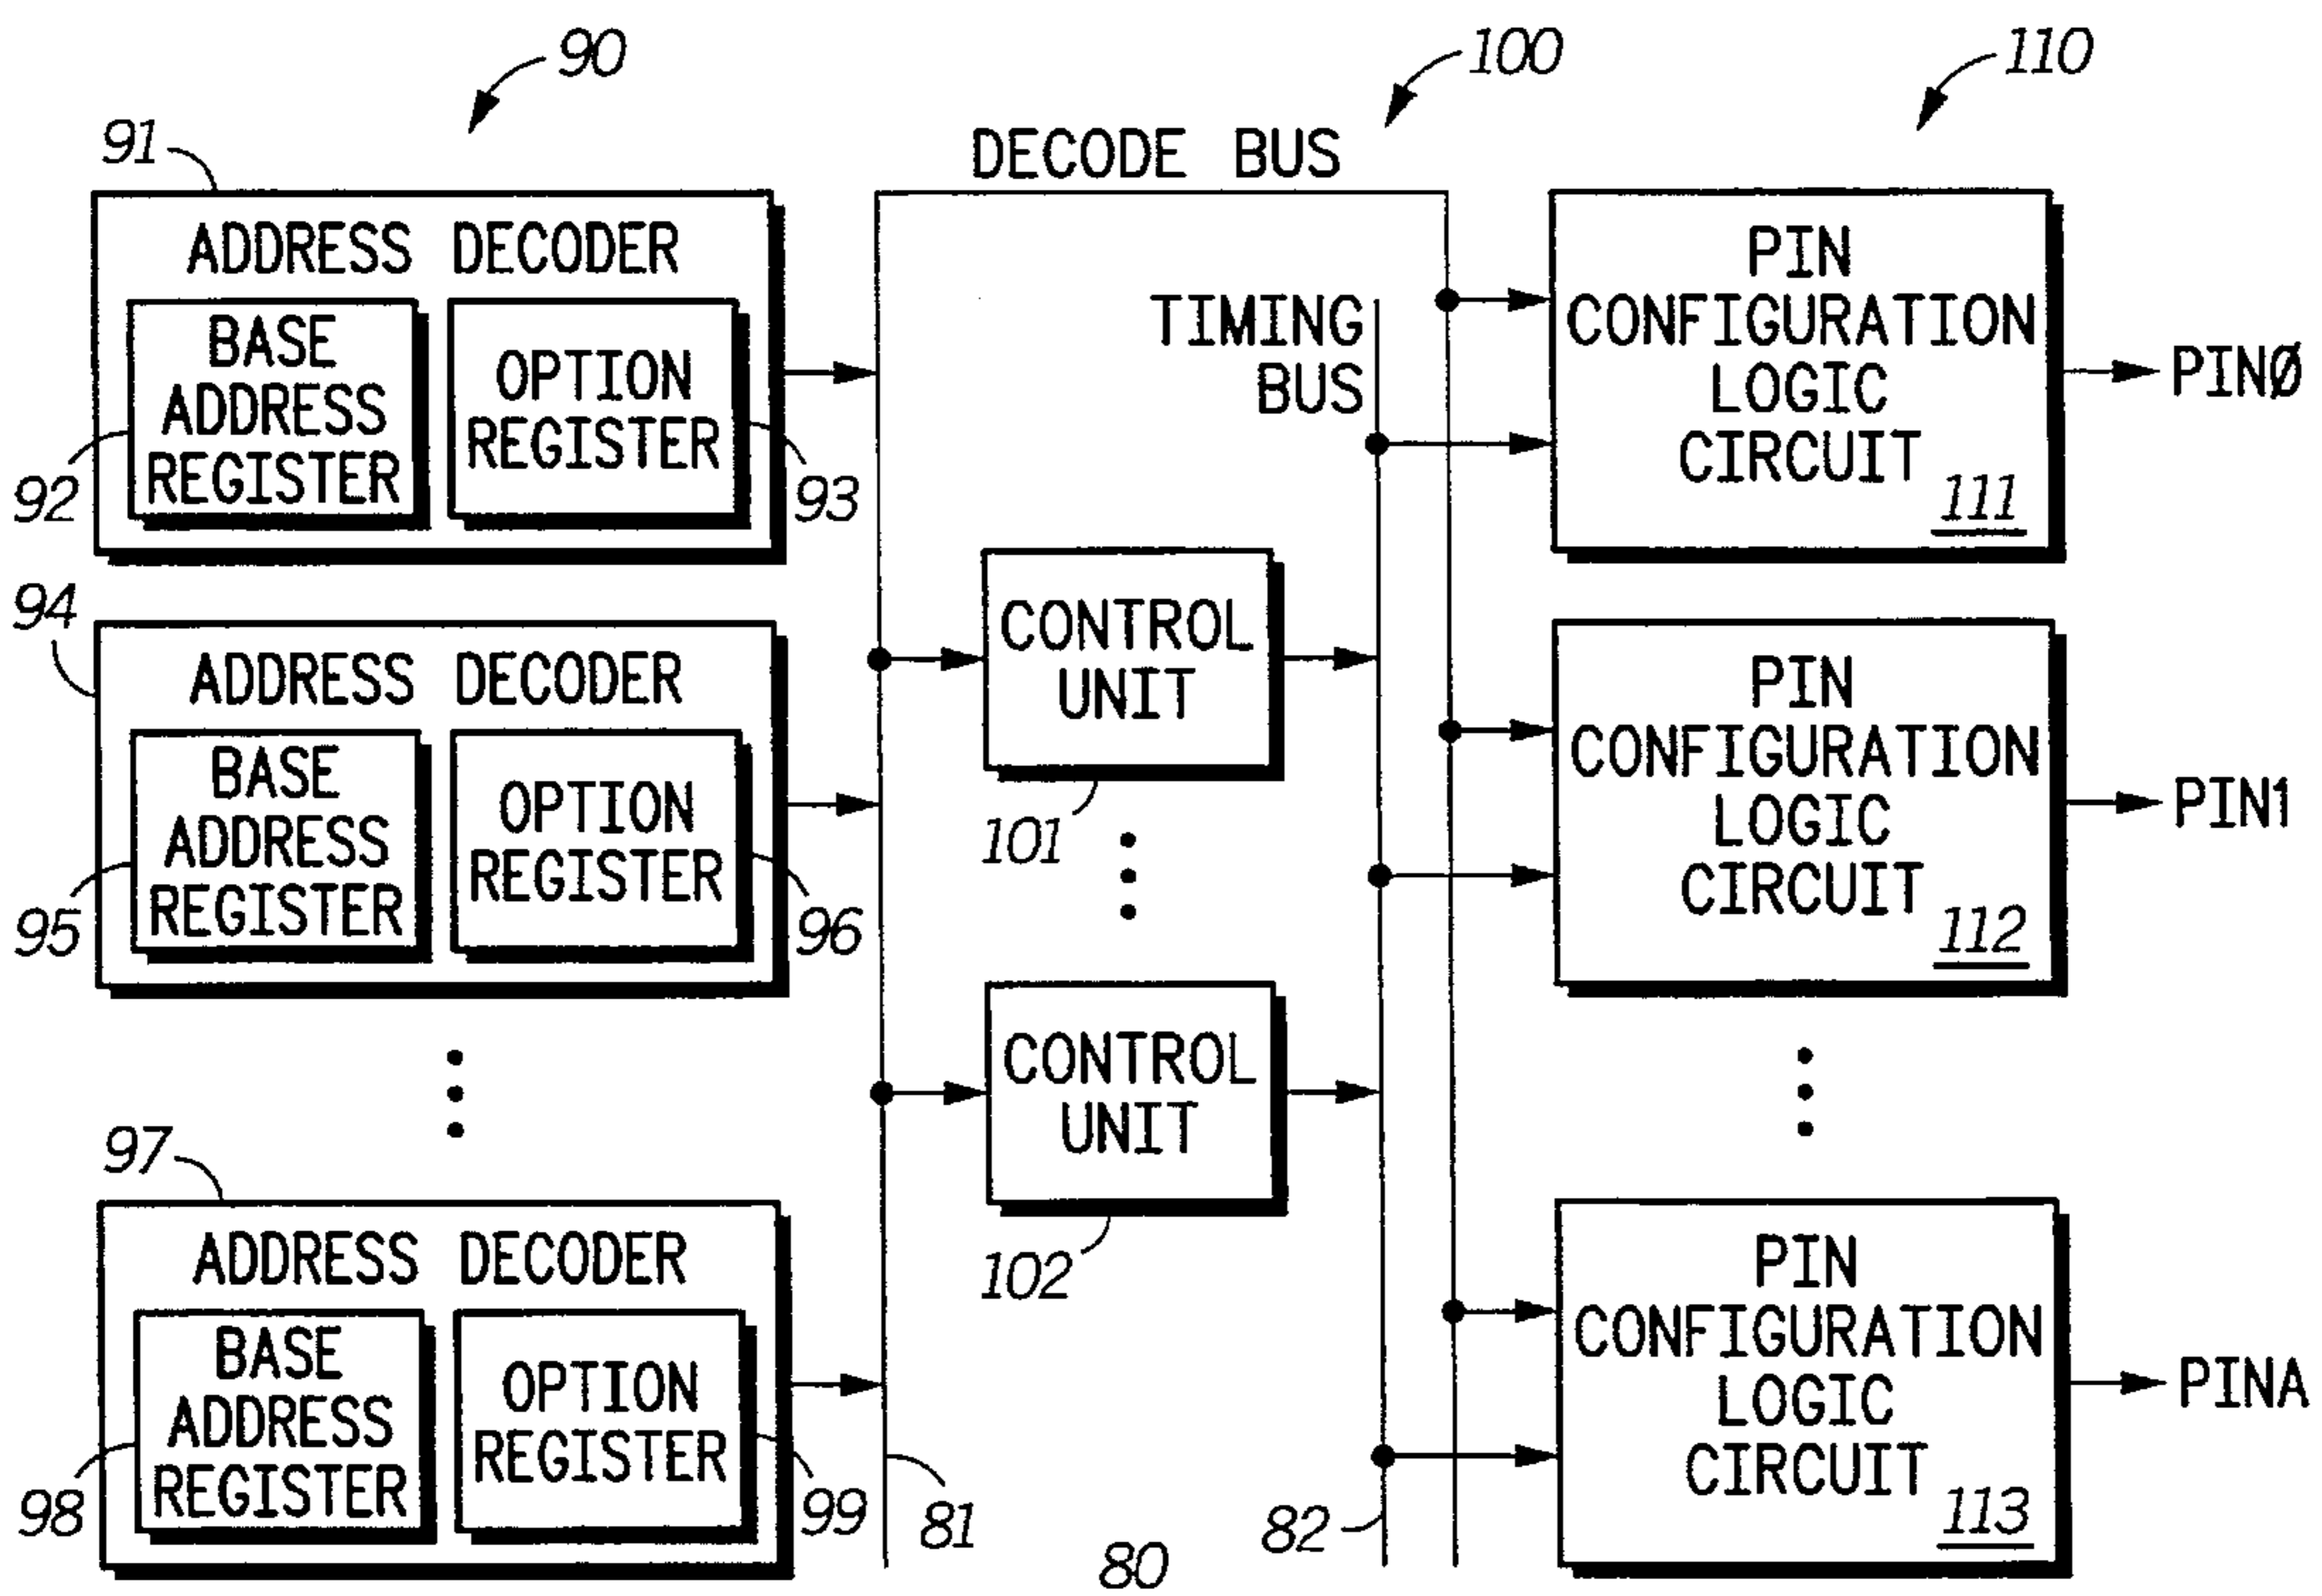 90
100
110
DECODE BUS
91
ADDRESS DECODER
BASE
ADDRESS
REGISTER
OPTION
REGISTER
92
93
TIMING
BUS
PIN
CONFIGURATION
LOGIC
CIRCUIT
111
PINØ
94
ADDRESS DECODER
BASE
ADDRESS
REGISTER
OPTION
REGISTER
95
96
CONTROL
UNIT
101
PIN
CONFIGURATION
LOGIC
CIRCUIT
112
PIN1
CONTROL
UNIT
102
97
ADDRESS DECODER
BASE
ADDRESS
REGISTER
OPTION
REGISTER
98
99
81
82
80
PIN
CONFIGURATION
LOGIC
CIRCUIT
113
PINA